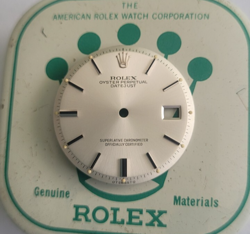 THE
AMERICAN ROLEX WATCH CORPORATION
ROLEX
OYSTER PERPETUAL
DATEJUST
SUPERLATIVE CHRONOMETER
OFFICIALLY CERTIFIED
Genuine Materials
ROLEX